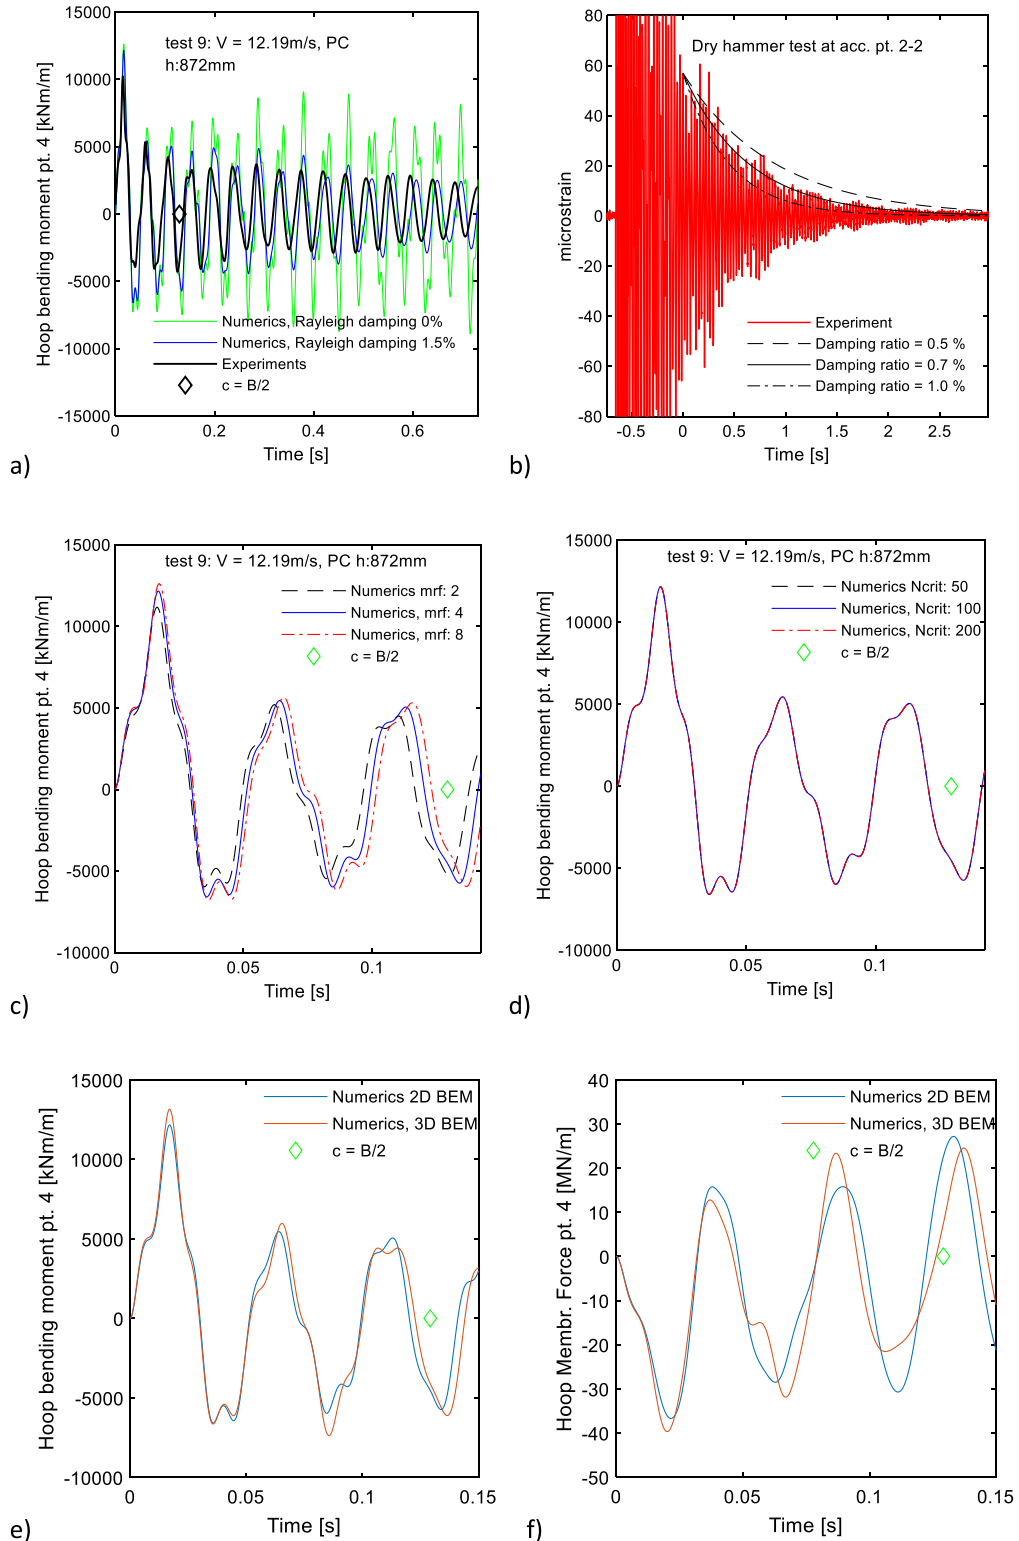 15000
10000
5000
0
-5000
-10000
-15000
Hoop bending moment pt. 4 [kNm/m]
test 9: V = 12.19m/s, PC
h:872mm
Numerics, Rayleigh damping 0%
Numerics, Rayleigh damping 1.5%
Experiments
c = B/2
0 0.2 0.4 0.6
Time [s]
a)
80
60
40
20
0
-20
-40
-60
-80
microstrain
Dry hammer test at acc. pt. 2-2
Experiment
Damping ratio = 0.5 %
Damping ratio = 0.7 %
Damping ratio = 1.0 %
-0.5 0 0.5 1 1.5 2 2.5
Time [s]
b)
15000
10000
5000
0
-5000
-10000
Hoop bending moment pt. 4 [kNm/m]
test 9: V = 12.19m/s, PC h:872mm
Numerics mrf: 2
Numerics, mrf: 4
Numerics, mrf: 8
c = B/2
0 0.05 0.1
Time [s]
c)
15000
10000
5000
0
-5000
-10000
Hoop bending moment pt. 4 [kNm/m]
test 9: V = 12.19m/s, PC h:872mm
Numerics Ncrit: 50
Numerics, Ncrit: 100
Numerics, Ncrit: 200
c = B/2
0 0.05 0.1
Time [s]
d)
15000
10000
5000
0
-5000
-10000
Hoop bending moment pt. 4 [kNm/m]
Numerics 2D BEM
Numerics, 3D BEM
c = B/2
0 0.05 0.1 0.15
Time [s]
e)
40
30
20
10
0
-10
-20
-30
-40
-50
Hoop Membr. Force pt. 4 [MN/m]
Numerics 2D BEM
Numerics, 3D BEM
c = B/2
0 0.05 0.1 0.15
Time [s]
f)